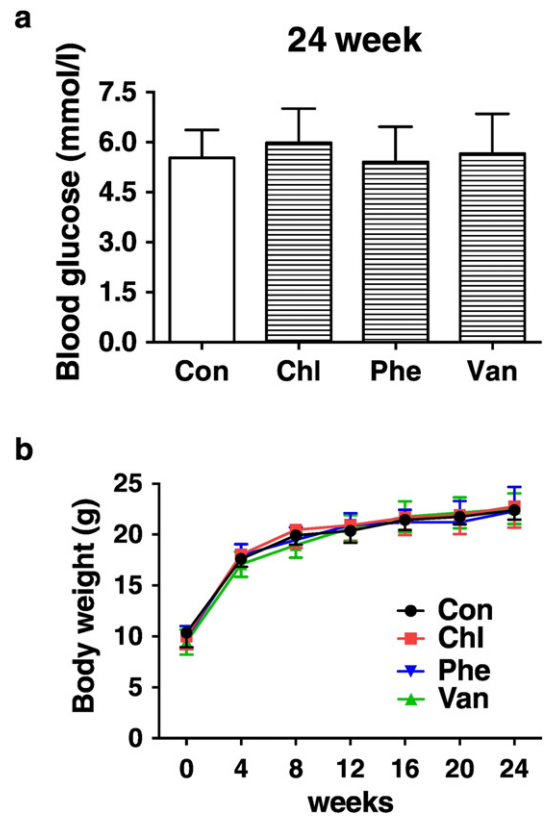 a
24 week
Blood glucose (mmol/l)
7.5
6.0
4.5
3.0
1.5
0.0
Con Chl Phe Van
b
Body weight (g)
25
20
15
10
5
0
Con
Chl
Phe
Van
0 4 8 12 16 20 24
weeks